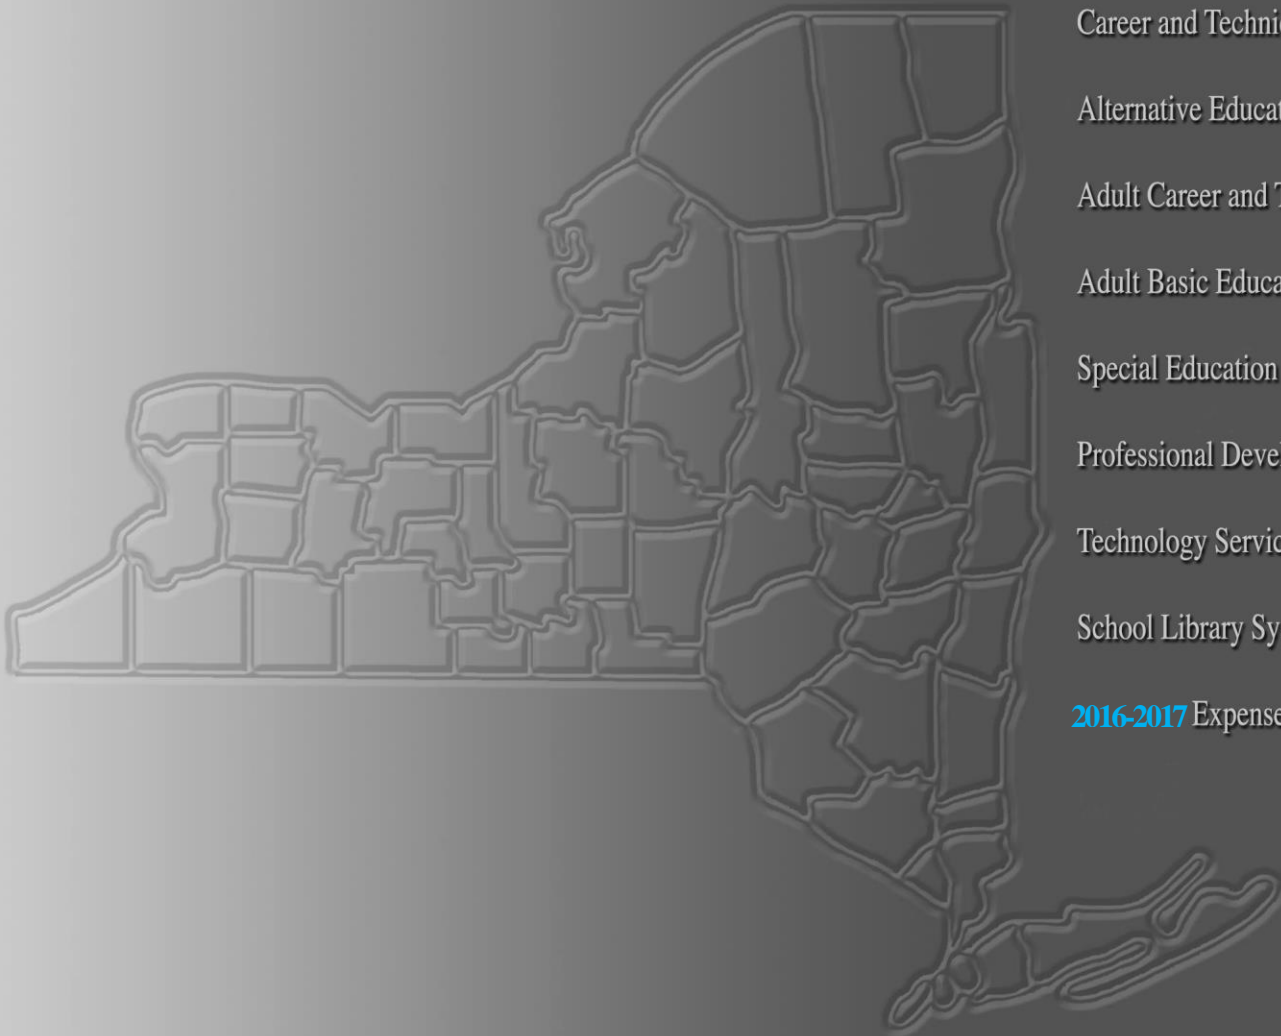 Career and Techni
Alternative Educat
Adult Career and T
Adult Basic Educa
Special Education
Professional Deve
Technology Servic
School Library Sy
2016-2017 Expense